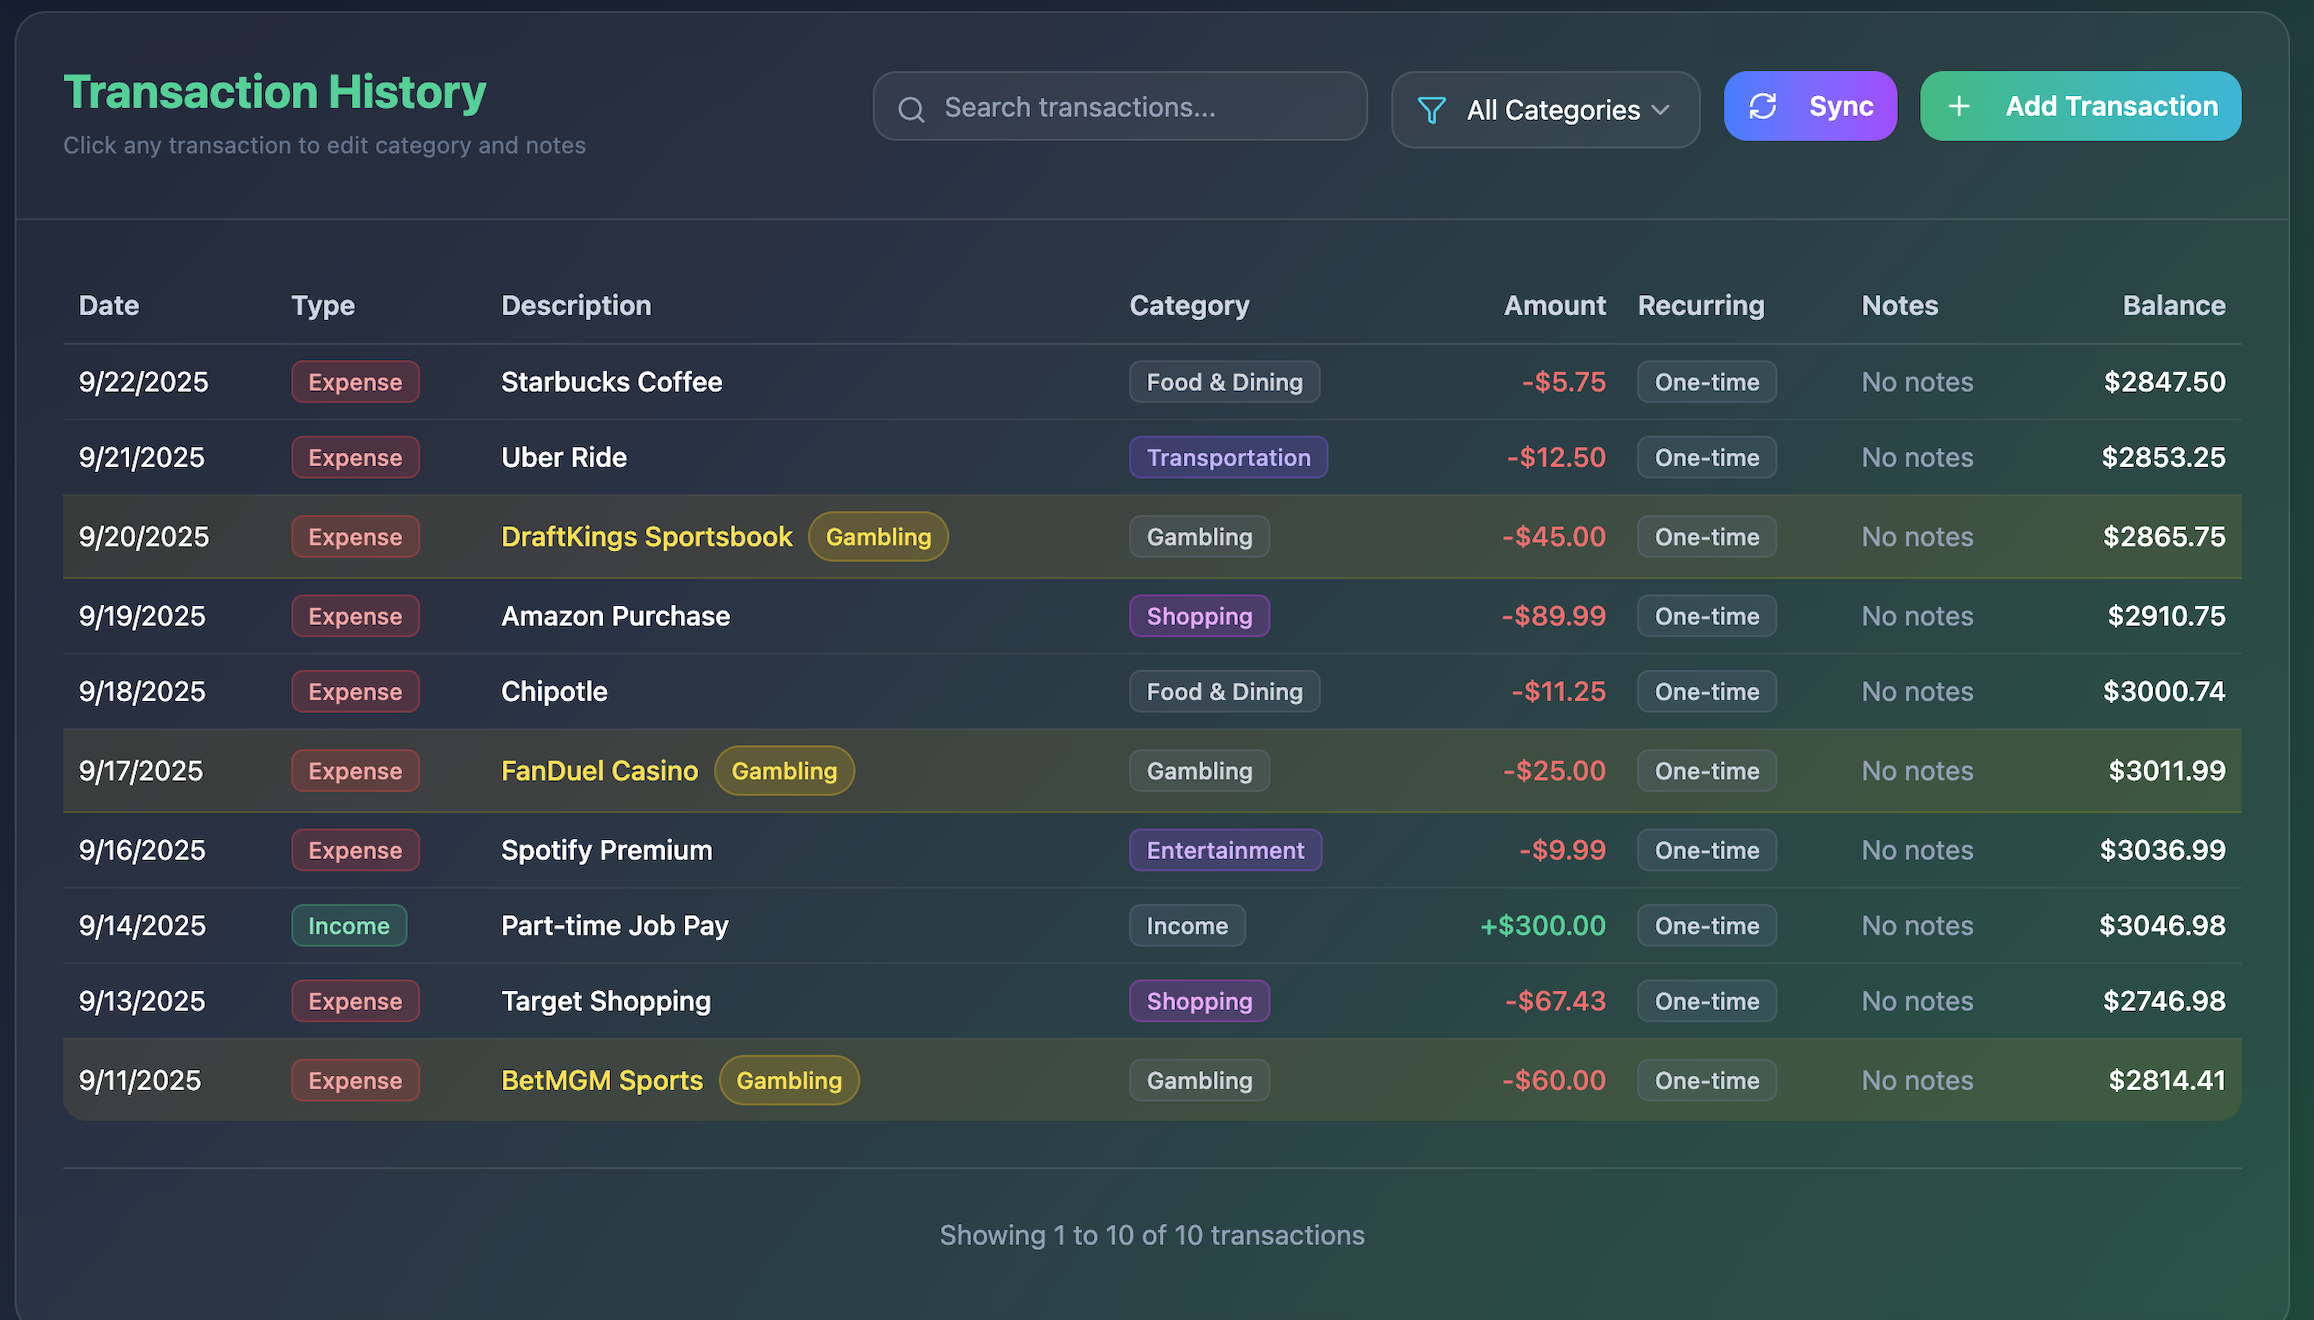 Transaction History
Click any transaction to edit category and notes
Search transactions...
All Categories
Sync
+ Add Transaction
Date Type Description Category Amount Recurring Notes Balance
9/22/2025 Expense Starbucks Coffee Food & Dining -$5.75 One-time No notes $2847.50
9/21/2025 Expense Uber Ride Transportation -$12.50 One-time No notes $2853.25
9/20/2025 Expense DraftKings Sportsbook Gambling Gambling -$45.00 One-time No notes $2865.75
9/19/2025 Expense Amazon Purchase Shopping -$89.99 One-time No notes $2910.75
9/18/2025 Expense Chipotle Food & Dining -$11.25 One-time No notes $3000.74
9/17/2025 Expense FanDuel Casino Gambling Gambling -$25.00 One-time No notes $3011.99
9/16/2025 Expense Spotify Premium Entertainment -$9.99 One-time No notes $3036.99
9/14/2025 Income Part-time Job Pay Income +$300.00 One-time No notes $3046.98
9/13/2025 Expense Target Shopping Shopping -$67.43 One-time No notes $2746.98
9/11/2025 Expense BetMGM Sports Gambling Gambling -$60.00 One-time No notes $2814.41
Showing 1 to 10 of 10 transactions